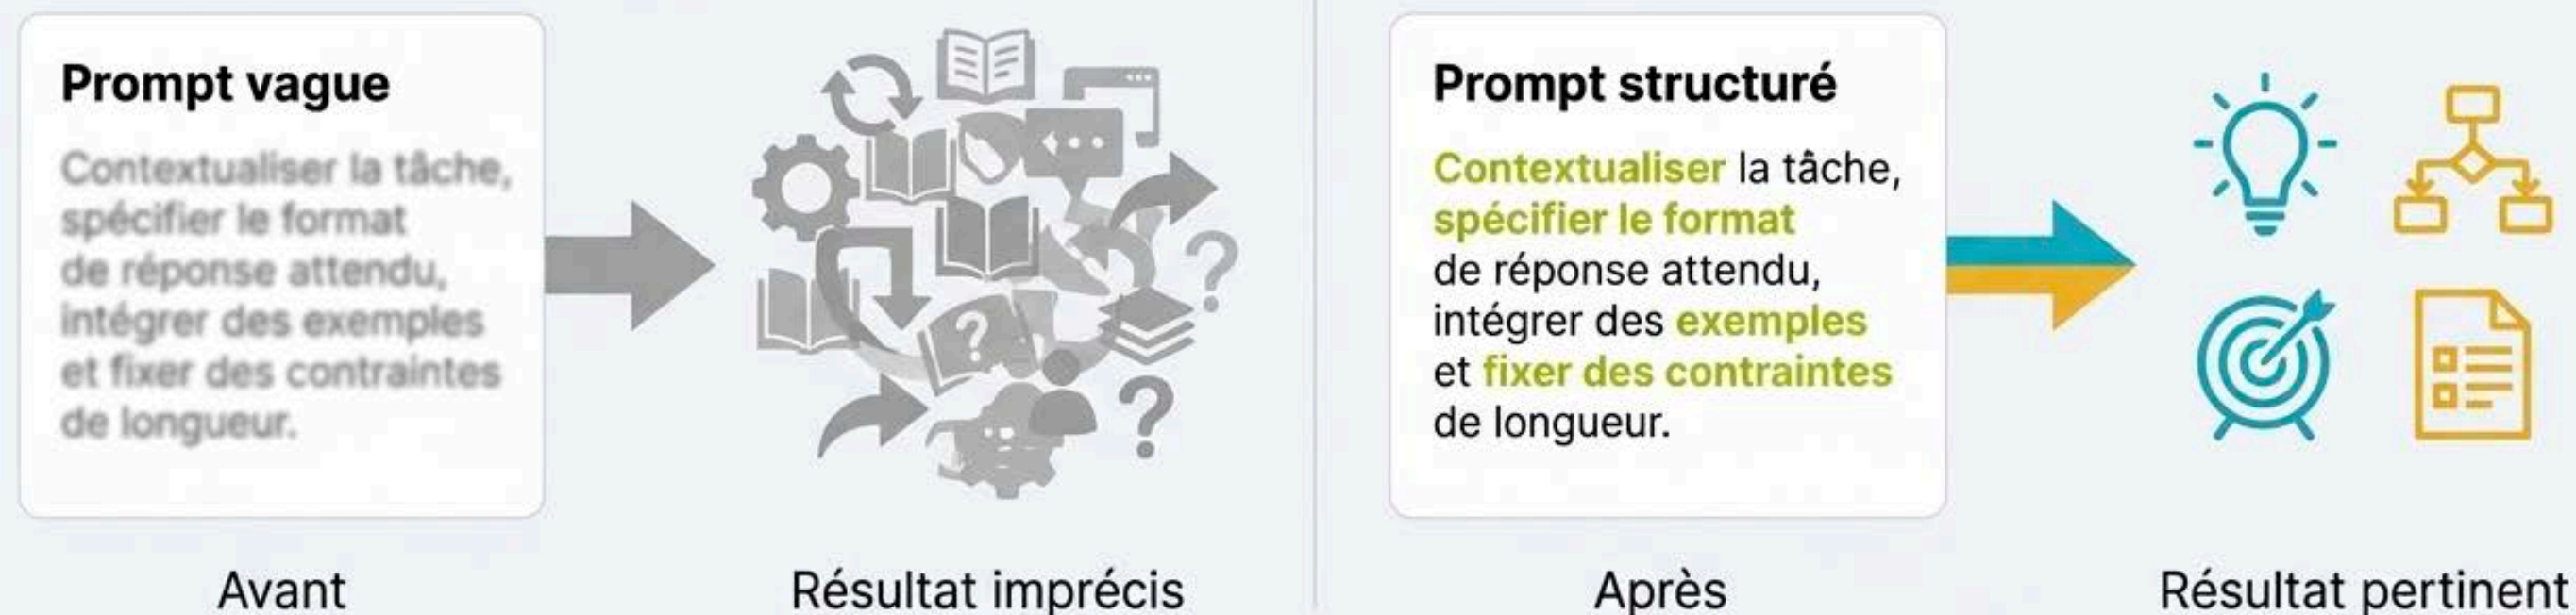 Prompt vague
Contextualiser la tâche,
spécifier le format
de réponse attendu,
intégrer des exemples
et fixer des contraintes
de longueur.
Avant
?
?
?
Résultat imprécis
Prompt structuré
Contextualiser la tâche,
spécifier le format
de réponse attendu,
intégrer des exemples
et fixer des contraintes
de longueur.
Après
Résultat pertinent